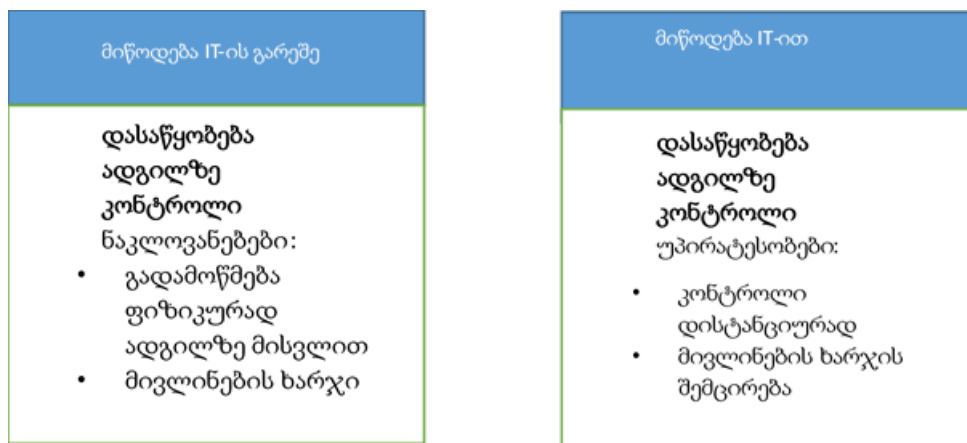 მიწოდება IT-ის გარეშე
დასაწყობება
ადგილზე
კონტროლი
ნაკლოვანებები:
• გადამოწმება
ფიზიკურად
ადგილზე მისვლით
• მივლინების ხარჯი
მიწოდება IT-ით
დასაწყობება
ადგილზე
კონტროლი
უპირატესობები:
• კონტროლი
დისტანციურად
• მივლინების ხარჯის
შემცირება